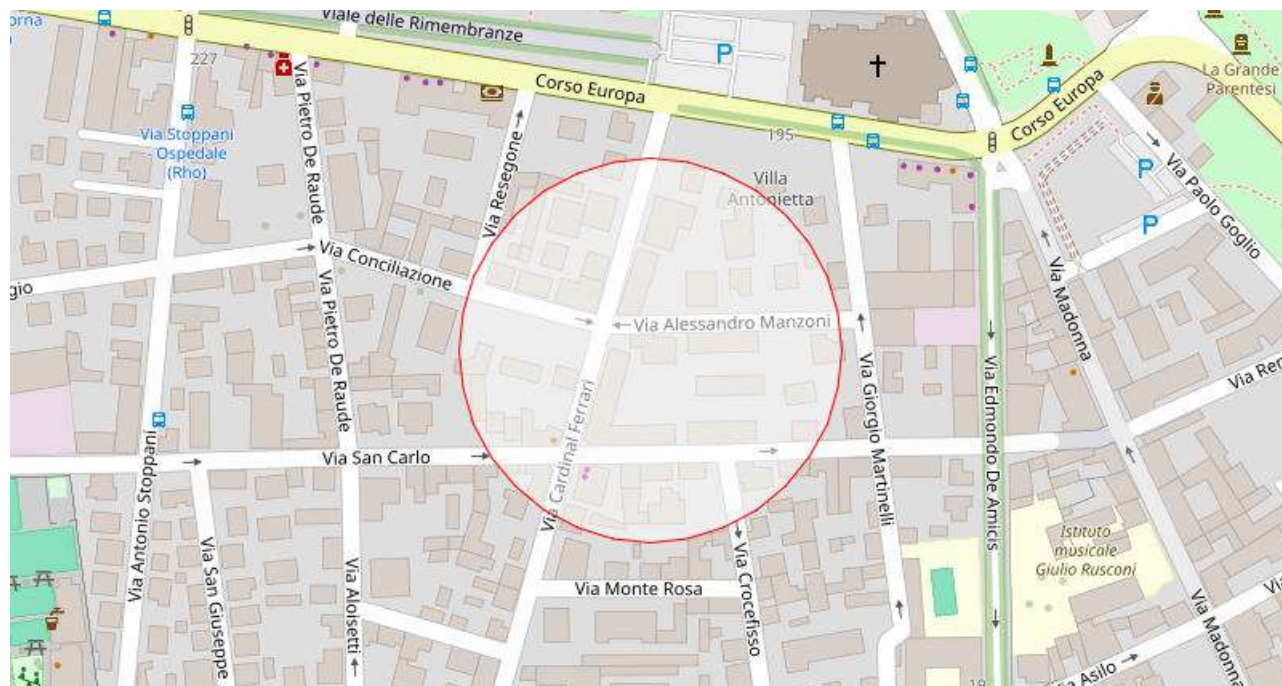 orna
Viale delle Rimembranze
227
P
Corso Europa
Corso Europa
La Grande
Parentesi
195
Via Stoppani
- Ospedale
(Rho)
Via Pietro De Raude
Via Resegone
Villa
Antonietta
P
P
Via Paolo Goglio
Via Conciliazione
gio
Via Madonna
Via Pietro De Raude
Via Alessandro Manzoni
Via Giorgio Martinelli
Via Edmondo De Amicis
Via Ren
Via Cardinal Ferrari
Via San Carlo
Via Antonio Stoppani
Via San Giuseppe
Via Aloisetti
Via Monte Rosa
Via Crocefisso
Istituto
musicale
Giulio Rusconi
Via Madonna
Via Asilo